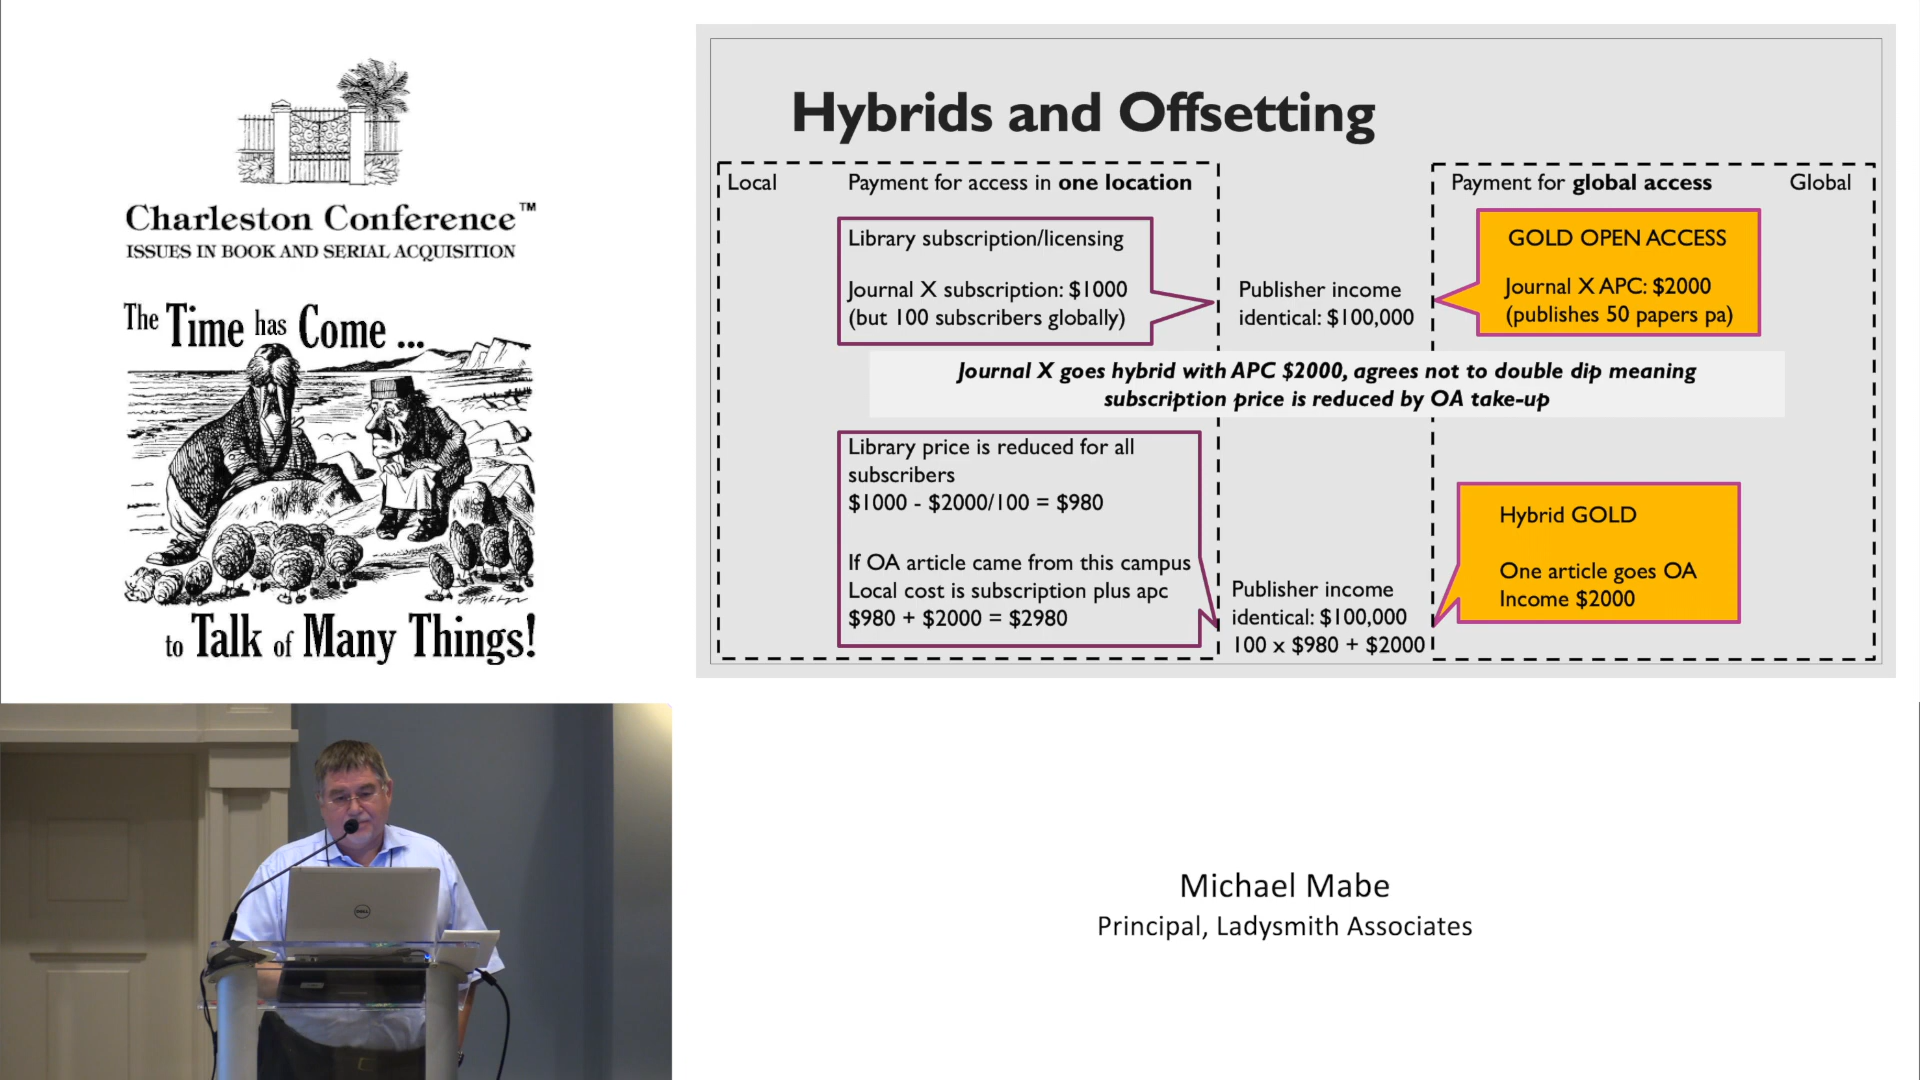 Charleston Conference™
ISSUES IN BOOK AND SERIAL ACQUISITION
The Time has Come ...
to Talk of Many Things!
Hybrids and Offsetting
Local
Payment for access in one location
Library subscription/licensing
Journal X subscription: $1000
(but 100 subscribers globally)
Publisher income
identical: $100,000
Payment for global access
Global
GOLD OPEN ACCESS
Journal X APC: $2000
(publishes 50 papers pa)
Journal X goes hybrid with APC $2000, agrees not to double dip meaning
subscription price is reduced by OA take-up
Library price is reduced for all
subscribers
$1000 - $2000/100 = $980
If OA article came from this campus
Local cost is subscription plus apc
$980 + $2000 = $2980
Publisher income
identical: $100,000
100 x $980 + $2000
Hybrid GOLD
One article goes OA
Income $2000
DELL
Michael Mabe
Principal, Ladysmith Associates